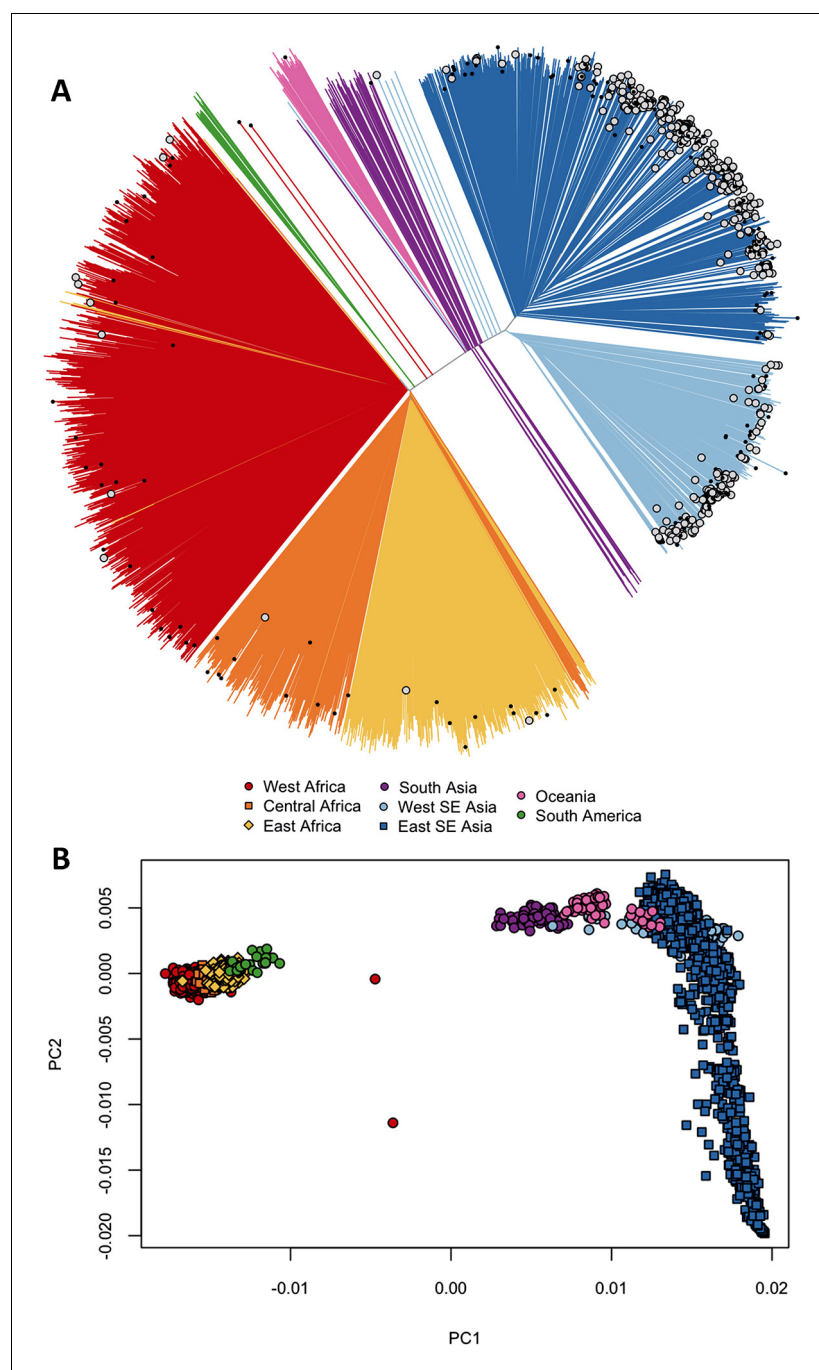 A
West Africa South Asia Oceania
Central Africa West SE Asia South America
East Africa East SE Asia
B
0.005
0.000
-0.005
-0.010
-0.015
-0.020
PC2
-0.01 0.00 0.01 0.02
PC1